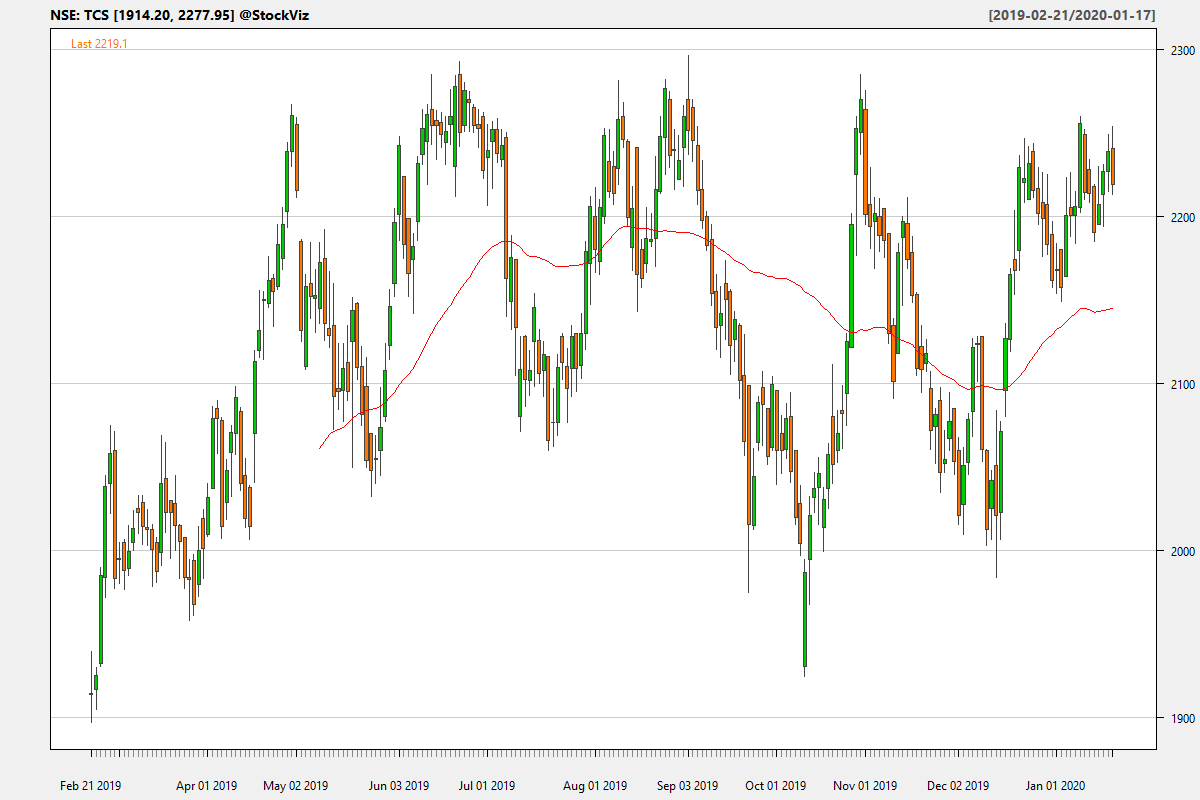 NSE: TCS [1914.20, 2277.95] @StockViz
[2019-02-21/2020-01-17]
Last 2219.1
2300
2200
2100
2000
1900
Feb 21 2019
Apr 01 2019
May 02 2019
Jun 03 2019
Jul 01 2019
Aug 01 2019
Sep 03 2019
Oct 01 2019
Nov 01 2019
Dec 02 2019
Jan 01 2020